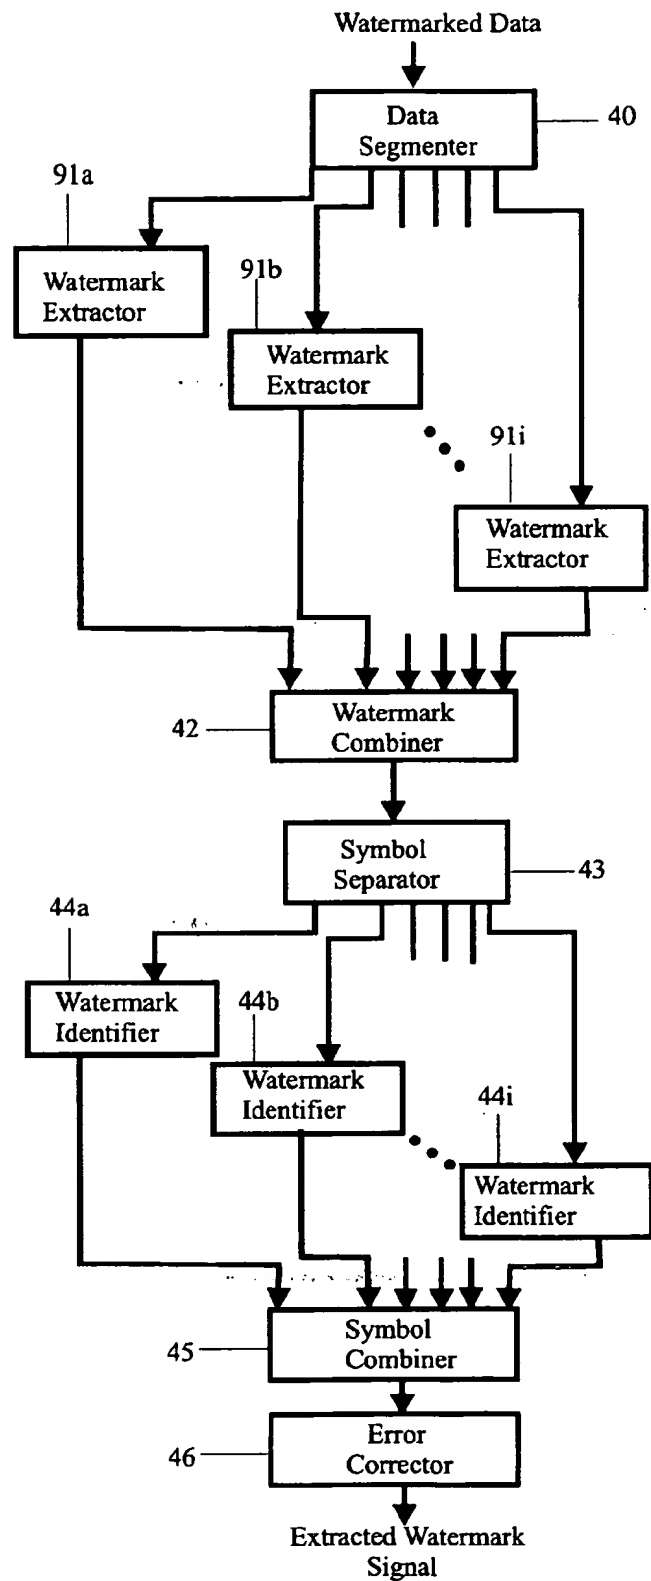 Watermarked Data
Data
Segmenter
40
91a
Watermark
Extractor
91b
Watermark
Extractor
91i
Watermark
Extractor
42
Watermark
Combiner
Symbol
Separator
43
44a
Watermark
Identifier
44b
Watermark
Identifier
44i
Watermark
Identifier
45
Symbol
Combiner
46
Error
Corrector
Extracted Watermark
Signal